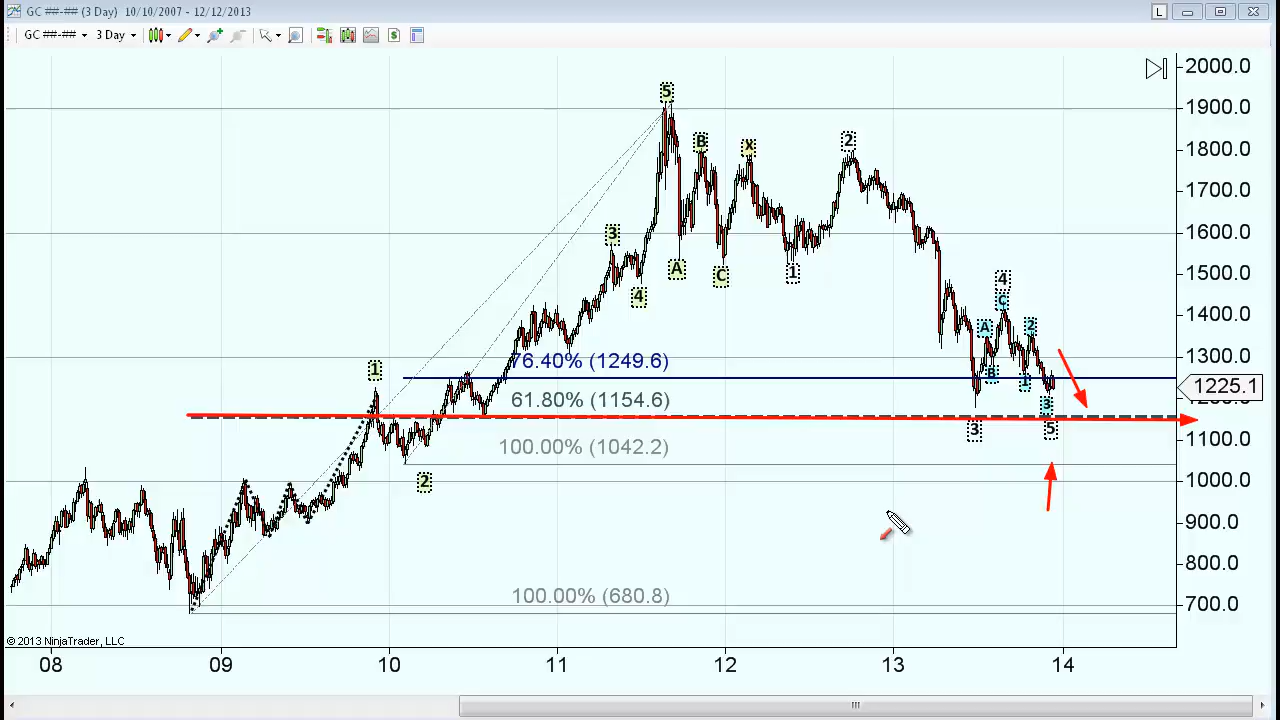 GC ##-## (3 Day) 10/10/2007 - 12/12/2013
L
GC ##-## 3 Day
$
2000.0
1900.0
1800.0
1700.0
1600.0
1500.0
1400.0
1300.0
1225.1
1100.0
1000.0
900.0
800.0
700.0
5
B
X
2
3
A
C
1
4
4
C
A
2
B
1
3
3
5
1
2
76.40% (1249.6)
61.80% (1154.6)
100.00% (1042.2)
100.00% (680.8)
© 2013 NinjaTrader, LLC
08 09 10 11 12 13 14